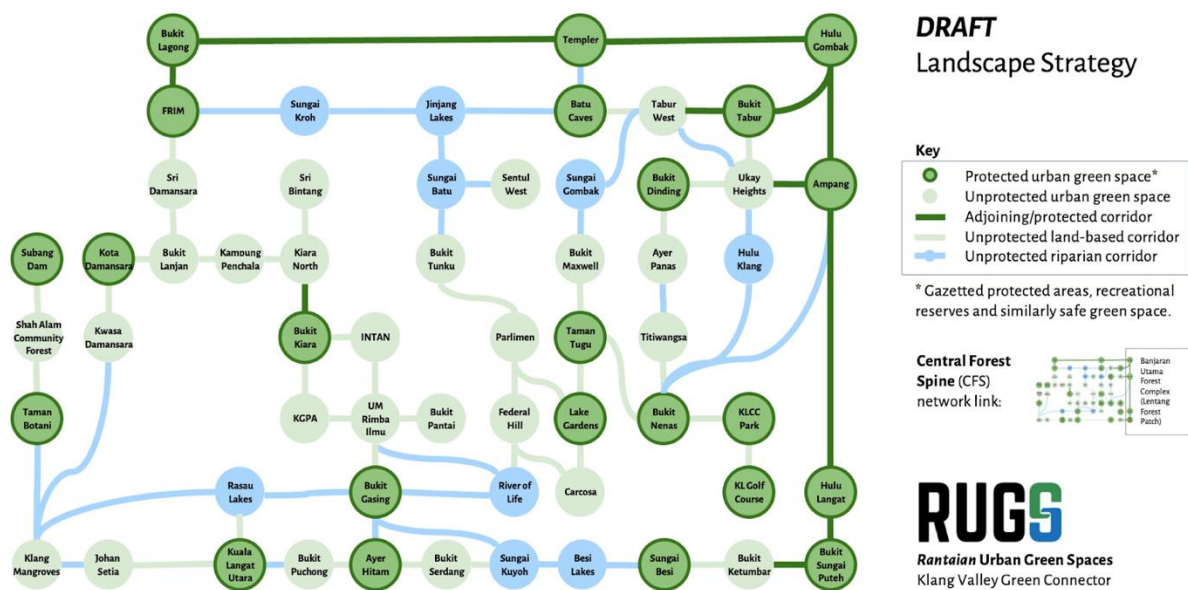 Bukit
Lagong
Templer
Hulu
Gombak
FRIM
Sungai
Kroh
Jinjang
Lakes
Batu
Caves
Tabur
West
Bukit
Tabur
Sri
Damansara
Sri
Bintang
Sungai
Batu
Sentul
West
Sungai
Gombak
Bukit
Dinding
Ukay
Heights
Ampang
Subang
Dam
Kota
Damansara
Bukit
Lanjan
Kampung
Penchala
Kiara
North
Bukit
Tunku
Bukit
Maxwell
Ayer
Panas
Hulu
Klang
Shah Alam
Community
Forest
Kwasa
Damansara
Bukit
Kiara
INTAN
Parlimen
Taman
Tugu
Titiwangsa
Taman
Botani
KGPA
UM
Rimba
Ilmu
Bukit
Pantai
Federal
Hill
Lake
Gardens
Bukit
Nenas
KLCC
Park
Rasau
Lakes
Bukit
Gasing
River of
Life
Carcosa
KL Golf
Course
Hulu
Langat
Klang
Mangroves
Johan
Setia
Kuala
Langat
Utara
Bukit
Puchong
Ayer
Hitam
Bukit
Serdang
Sungai
Kuyoh
Besi
Lakes
Sungai
Besi
Bukit
Ketumbar
Bukit
Sungai
Puteh
DRAFT
Landscape Strategy
Key
Protected urban green space*
Unprotected urban green space
Adjoining/protected corridor
Unprotected land-based corridor
Unprotected riparian corridor
* Gazetted protected areas, recreational
reserves and similarly safe green space.
Central Forest
Spine (CFS)
network link:
Banjaran
Utama
Forest
Complex
(Lentang
Forest
Patch)
RUGS
Rantaian Urban Green Spaces
Klang Valley Green Connector